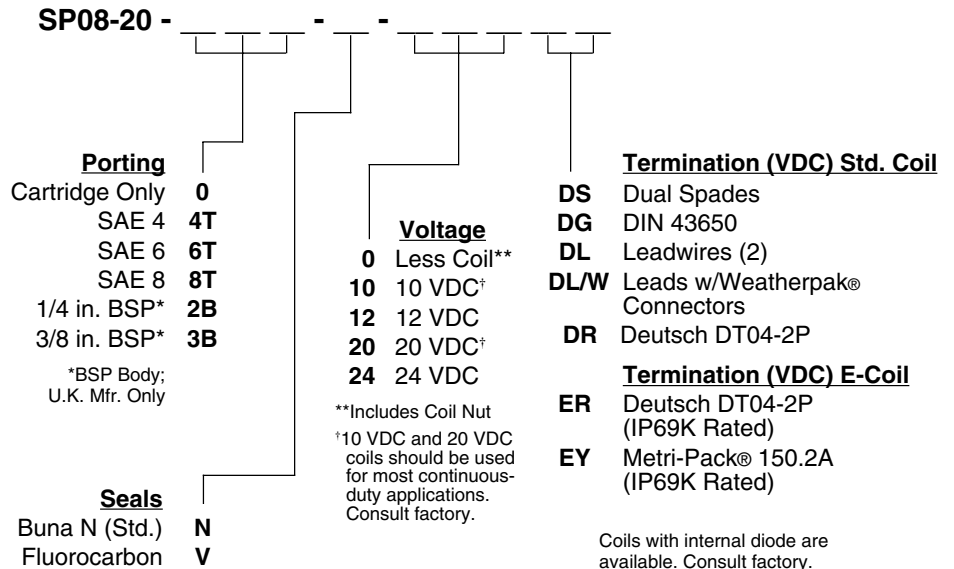 SP08-20 - ___ - _ - ___ __
Porting
Cartridge Only 0
SAE 4 4T
SAE 6 6T
SAE 8 8T
1/4 in. BSP* 2B
3/8 in. BSP* 3B
*BSP Body;
U.K. Mfr. Only
Seals
Buna N (Std.) N
Fluorocarbon V
Voltage
0 Less Coil**
10 10 VDC†
12 12 VDC
20 20 VDC†
24 24 VDC
**Includes Coil Nut
†10 VDC and 20 VDC
coils should be used
for most continuous-
duty applications.
Consult factory.
Termination (VDC) Std. Coil
DS Dual Spades
DG DIN 43650
DL Leadwires (2)
DL/W Leads w/Weatherpak®
Connectors
DR Deutsch DT04-2P
Termination (VDC) E-Coil
ER Deutsch DT04-2P
(IP69K Rated)
EY Metri-Pack® 150.2A
(IP69K Rated)
Coils with internal diode are
available. Consult factory.